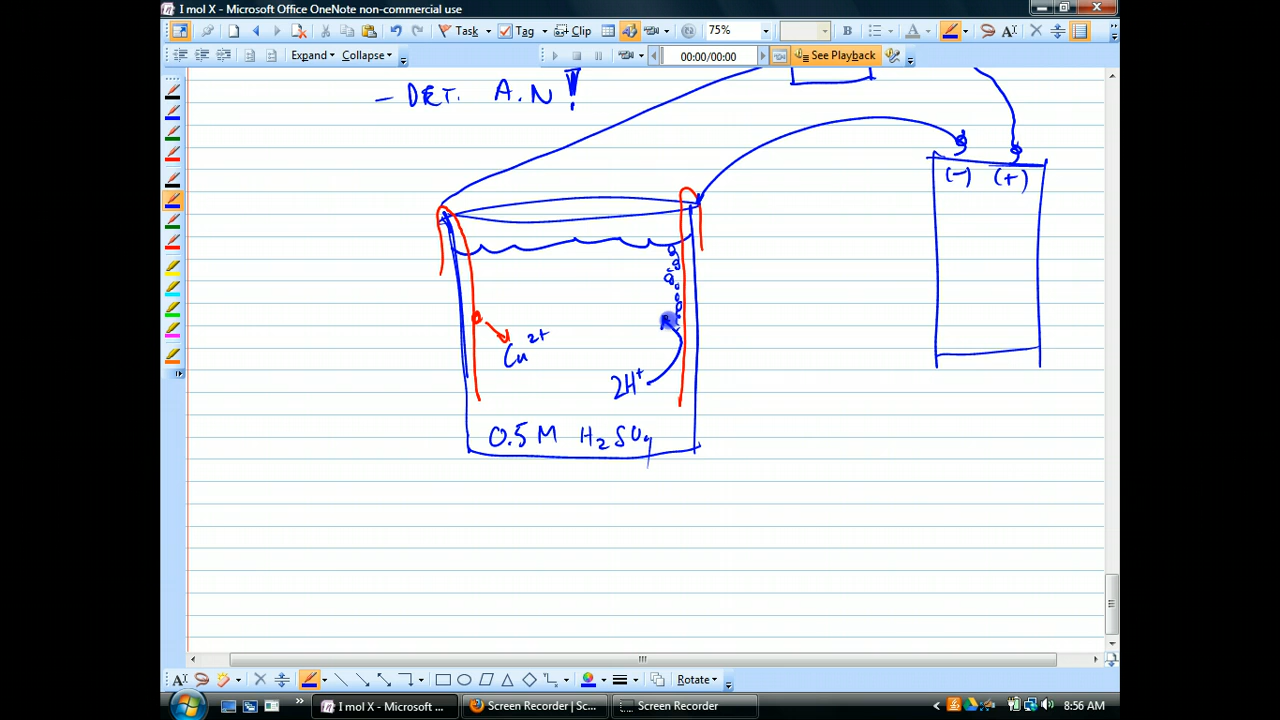 I mol X - Microsoft Office OneNote non-commercial use
Task Tag Clip 75% B A A
Expand Collapse 00:00/00:00 See Playback
- DET. A.N!
(-) (+)
Cu2+
2H+
0.5M H2SO4
Rotate
I mol X - Microsoft ... Screen Recorder | Sc... Screen Recorder 8:56 AM